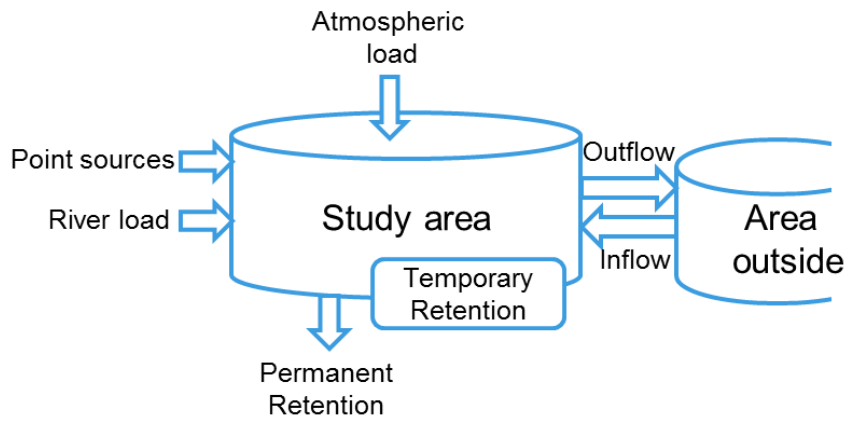 Atmospheric
load
Point sources
River load
Study area
Outflow
Inflow
Area
outside
Temporary
Retention
Permanent
Retention